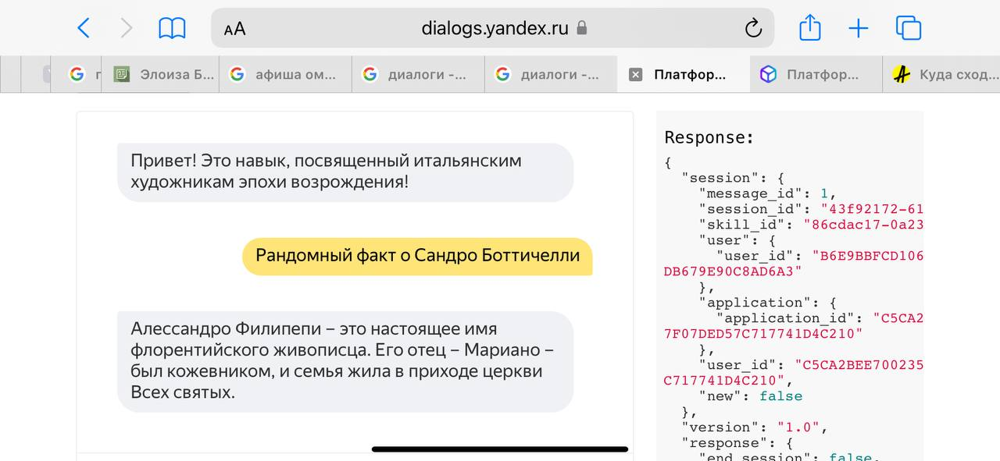 AA dialogs.yandex.ru
Элоиза Б... афиша ом... диалоги -... диалоги -... Платфор... Платфор... Куда сход...
Привет! Это навык, посвященный итальянским
художникам эпохи возрождения!
Рандомный факт о Сандро Боттичелли
Алессандро Филипепи – это настоящее имя
флорентийского живописца. Его отец – Мариано –
был кожевником, и семья жила в приходе церкви
Всех святых.
Response:
{
"session": {
"message_id": 1,
"session_id": "43f92172-61
"skill_id": "86cdac17-0a23
"user": {
"user_id": "B6E9BBFCD106
DB679E90C8AD6A3"
},
"application": {
"application_id": "C5CA2
7F07DED57C717741D4C210"
},
"user_id": "C5CA2BEE700235
C717741D4C210",
"new": false
},
"version": "1.0",
"response": {
"end_session": false,